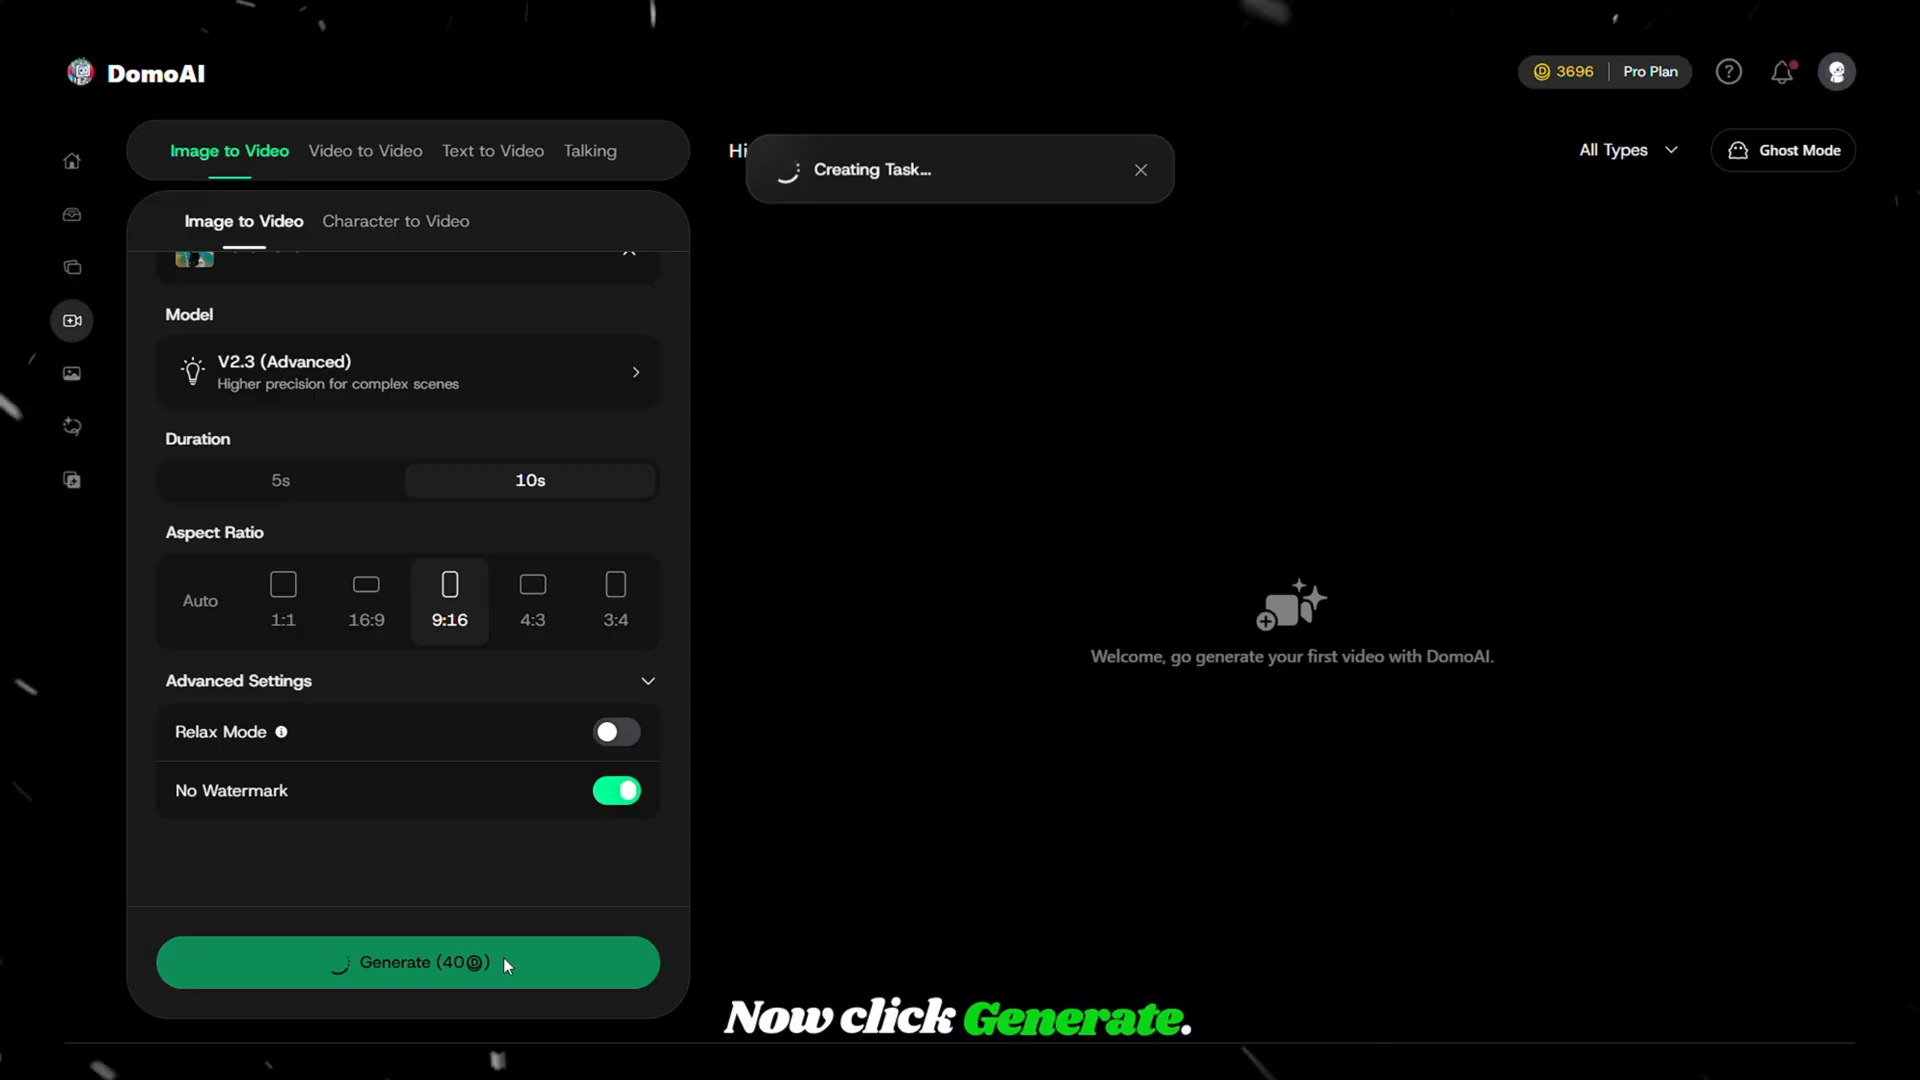 DomoAI
3696
Pro Plan
Image to Video
Video to Video
Text to Video
Talking
Hi
Creating Task...
All Types
Ghost Mode
Image to Video
Character to Video
Model
V2.3 (Advanced)
Higher precision for complex scenes
Duration
5s
10s
Aspect Ratio
Auto
1:1
16:9
9:16
4:3
3:4
Advanced Settings
Relax Mode
No Watermark
Welcome, go generate your first video with DomoAI.
Generate (40)
Now click Generate.